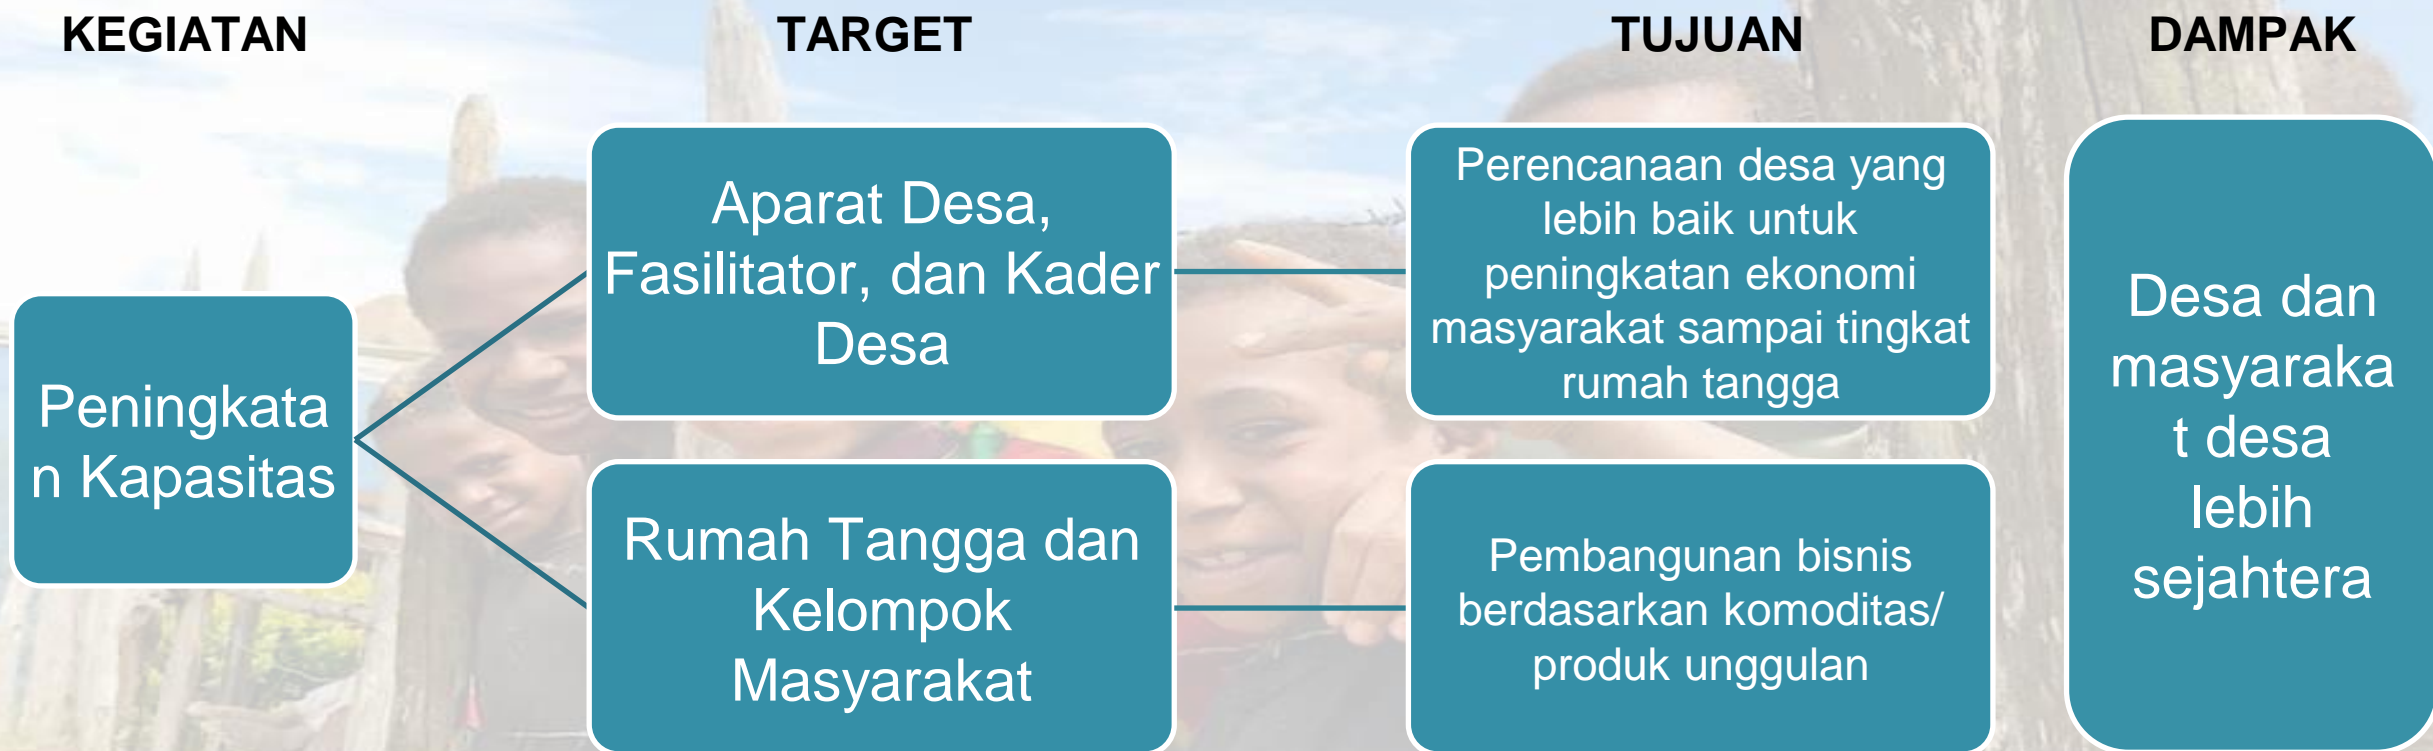 KEGIATAN
TARGET
TUJUAN
DAMPAK
Peningkata
n Kapasitas
Aparat Desa,
Fasilitator, dan Kader
Desa
Rumah Tangga dan
Kelompok
Masyarakat
Perencanaan desa yang
lebih baik untuk
peningkatan ekonomi
masyarakat sampai tingkat
rumah tangga
Pembangunan bisnis
berdasarkan komoditas/
produk unggulan
Desa dan
masyaraka
t desa
lebih
sejahtera